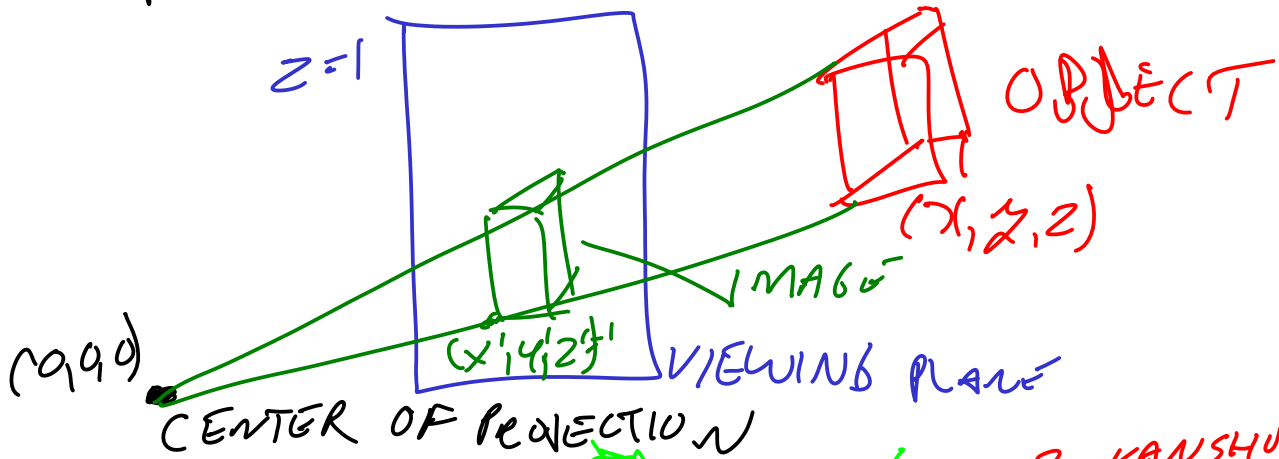 z=1
OBJECT
(x, y, z)
IMAGE
(x', y', z')
(0,0,0)
VIEWING PLANE
CENTER OF PROJECTION